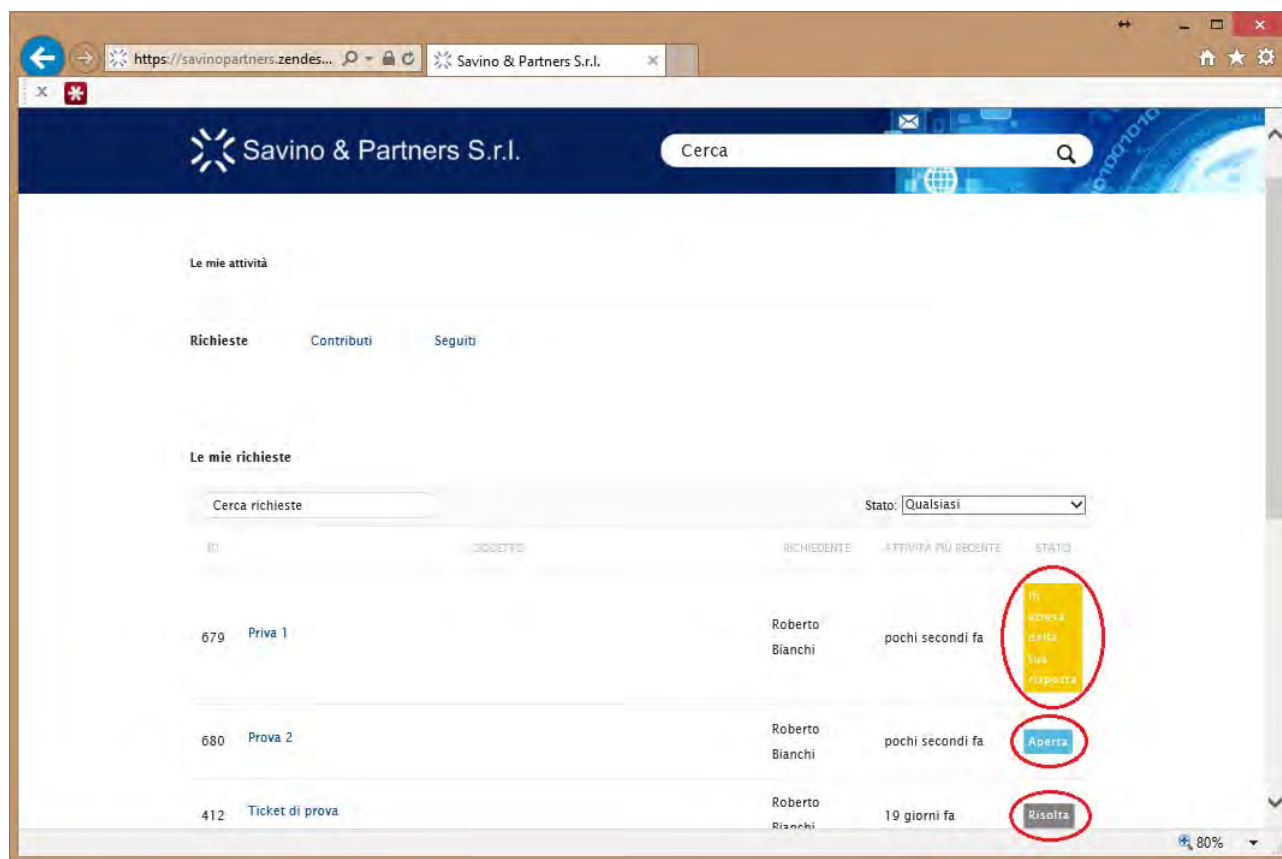 https://savinopartners.zendes...
Savino & Partners S.r.l.
Savino & Partners S.r.l.
Cerca
01010010
Le mie attività
Richieste Contributi Seguiti
Le mie richieste
Cerca richieste
Stato: Qualsiasi
ID OGGETTO RICHIEDENTE ATTIVITÀ PIÙ RECENTE STATO
679 Priva 1 Roberto Bianchi pochi secondi fa In attesa della tua risposta
680 Prova 2 Roberto Bianchi pochi secondi fa Aperta
412 Ticket di prova Roberto Bianchi 19 giorni fa Risolta
80%